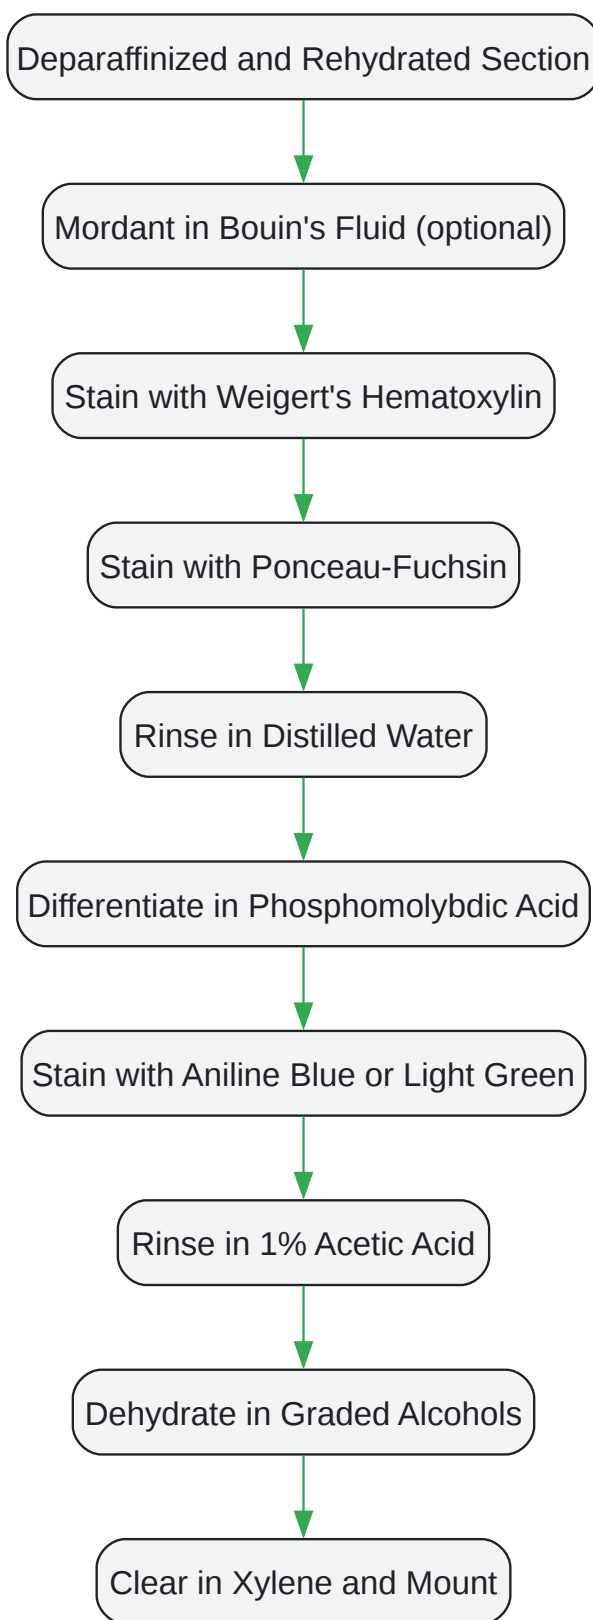 Deparaffinized and Rehydrated Section
Mordant in Bouin's Fluid (optional)
Stain with Weigert's Hematoxylin
Stain with Ponceau-Fuchsin
Rinse in Distilled Water
Differentiate in Phosphomolybdic Acid
Stain with Aniline Blue or Light Green
Rinse in 1% Acetic Acid
Dehydrate in Graded Alcohols
Clear in Xylene and Mount